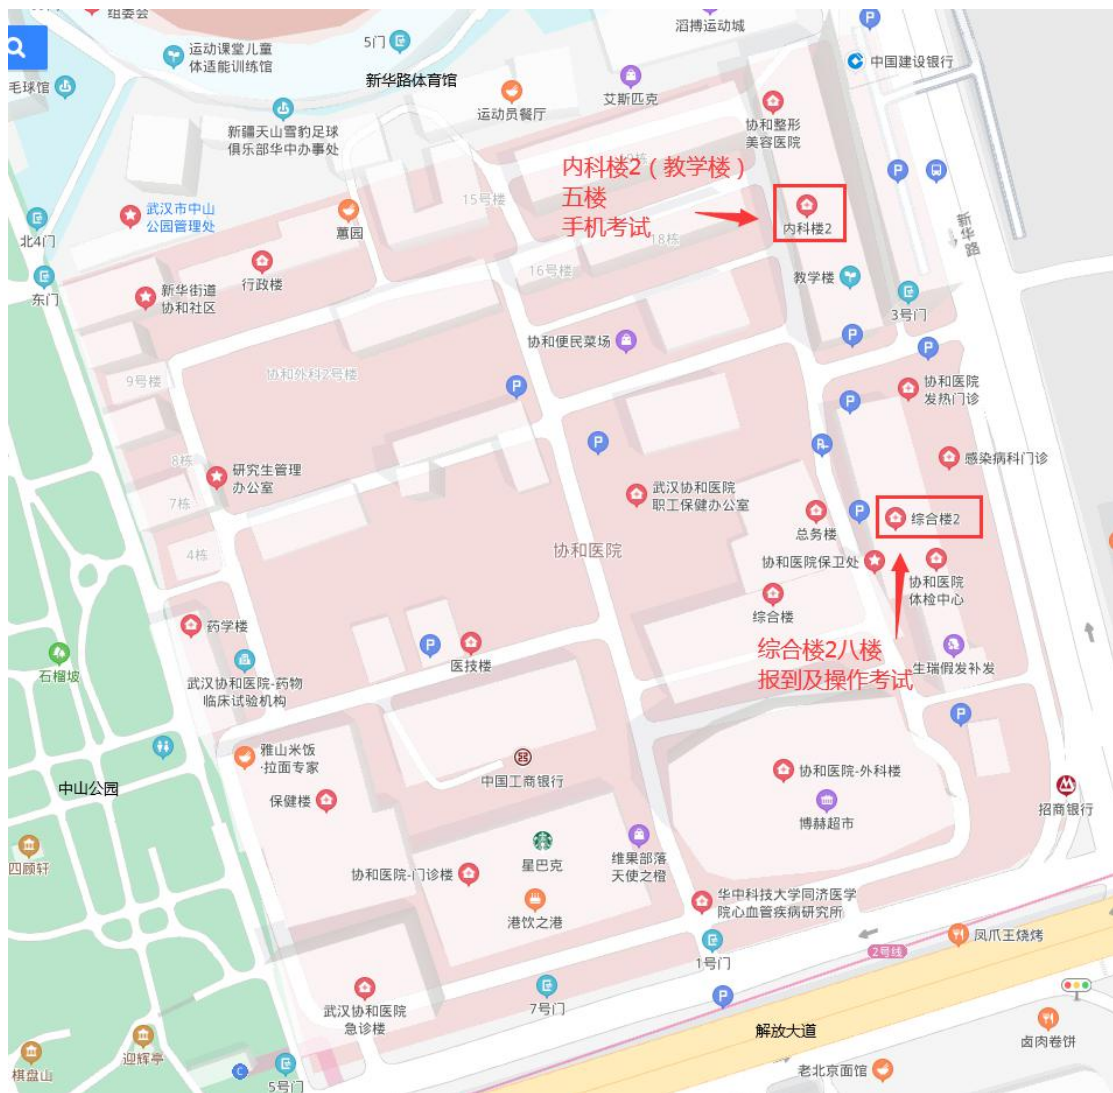 组委会
运动课堂儿童
体适能训练馆
5门
滔搏运动城
中国建设银行
毛球馆
新华路体育馆
运动员餐厅
艾斯匹克
协和整形
美容医院
新疆天山雪豹足球
俱乐部华中办事处
内科楼2（教学楼）
五楼
手机考试
15号楼
18栋
16号楼
内科楼2
新华路
武汉市中山
公园管理处
北4门
蕙园
行政楼
东门
新华街道
协和社区
教学楼
3号门
协和便民菜场
9号楼
协和外科2号楼
协和医院
发热门诊
8栋
研究生管理
办公室
7栋
4栋
武汉协和医院
职工保健办公室
感染病科门诊
总务楼
综合楼2
协和医院
协和医院保卫处
协和医院
体检中心
综合楼
药学楼
医技楼
综合楼2八楼
报到及操作考试
生瑞假发补发
石榴坡
武汉协和医院-药物
临床试验机构
雅山米饭
·拉面专家
中国工商银行
协和医院-外科楼
中山公园
保健楼
博赫超市
招商银行
四顾轩
星巴克
维果部落
天使之橙
协和医院-门诊楼
港饮之港
华中科技大学同济医学
院心血管疾病研究所
凤爪王烧烤
2号线
1号门
7号门
武汉协和医院
急诊楼
解放大道
卤肉卷饼
迎辉亭
棋盘山
5号门
老北京面馆